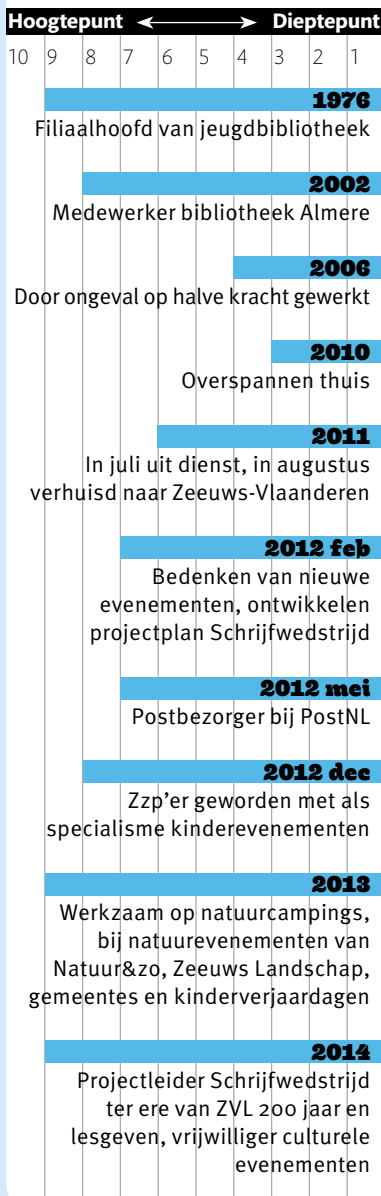 Hoogtepunt Dieptepunt
10 9 8 7 6 5 4 3 2 1
1976
Filiaalhoofd van jeugdbibliotheek
2002
Medewerker bibliotheek Almere
2006
Door ongeval op halve kracht gewerkt
2010
Overspannen thuis
2011
In juli uit dienst, in augustus
verhuisd naar Zeeuws-Vlaanderen
2012 feb
Bedenken van nieuwe
evenementen, ontwikkelen
projectplan Schrijfwedstrijd
2012 mei
Postbezorger bij PostNL
2012 dec
Zzp’er geworden met als
specialisme kinderevenementen
2013
Werkzaam op natuurcampings,
bij natuurevenementen van
Natuur&zo, Zeeuws Landschap,
gemeentes en kinderverjaardagen
2014
Projectleider Schrijfwedstrijd
ter ere van ZVL 200 jaar en
lesgeven, vrijwilliger culturele
evenementen